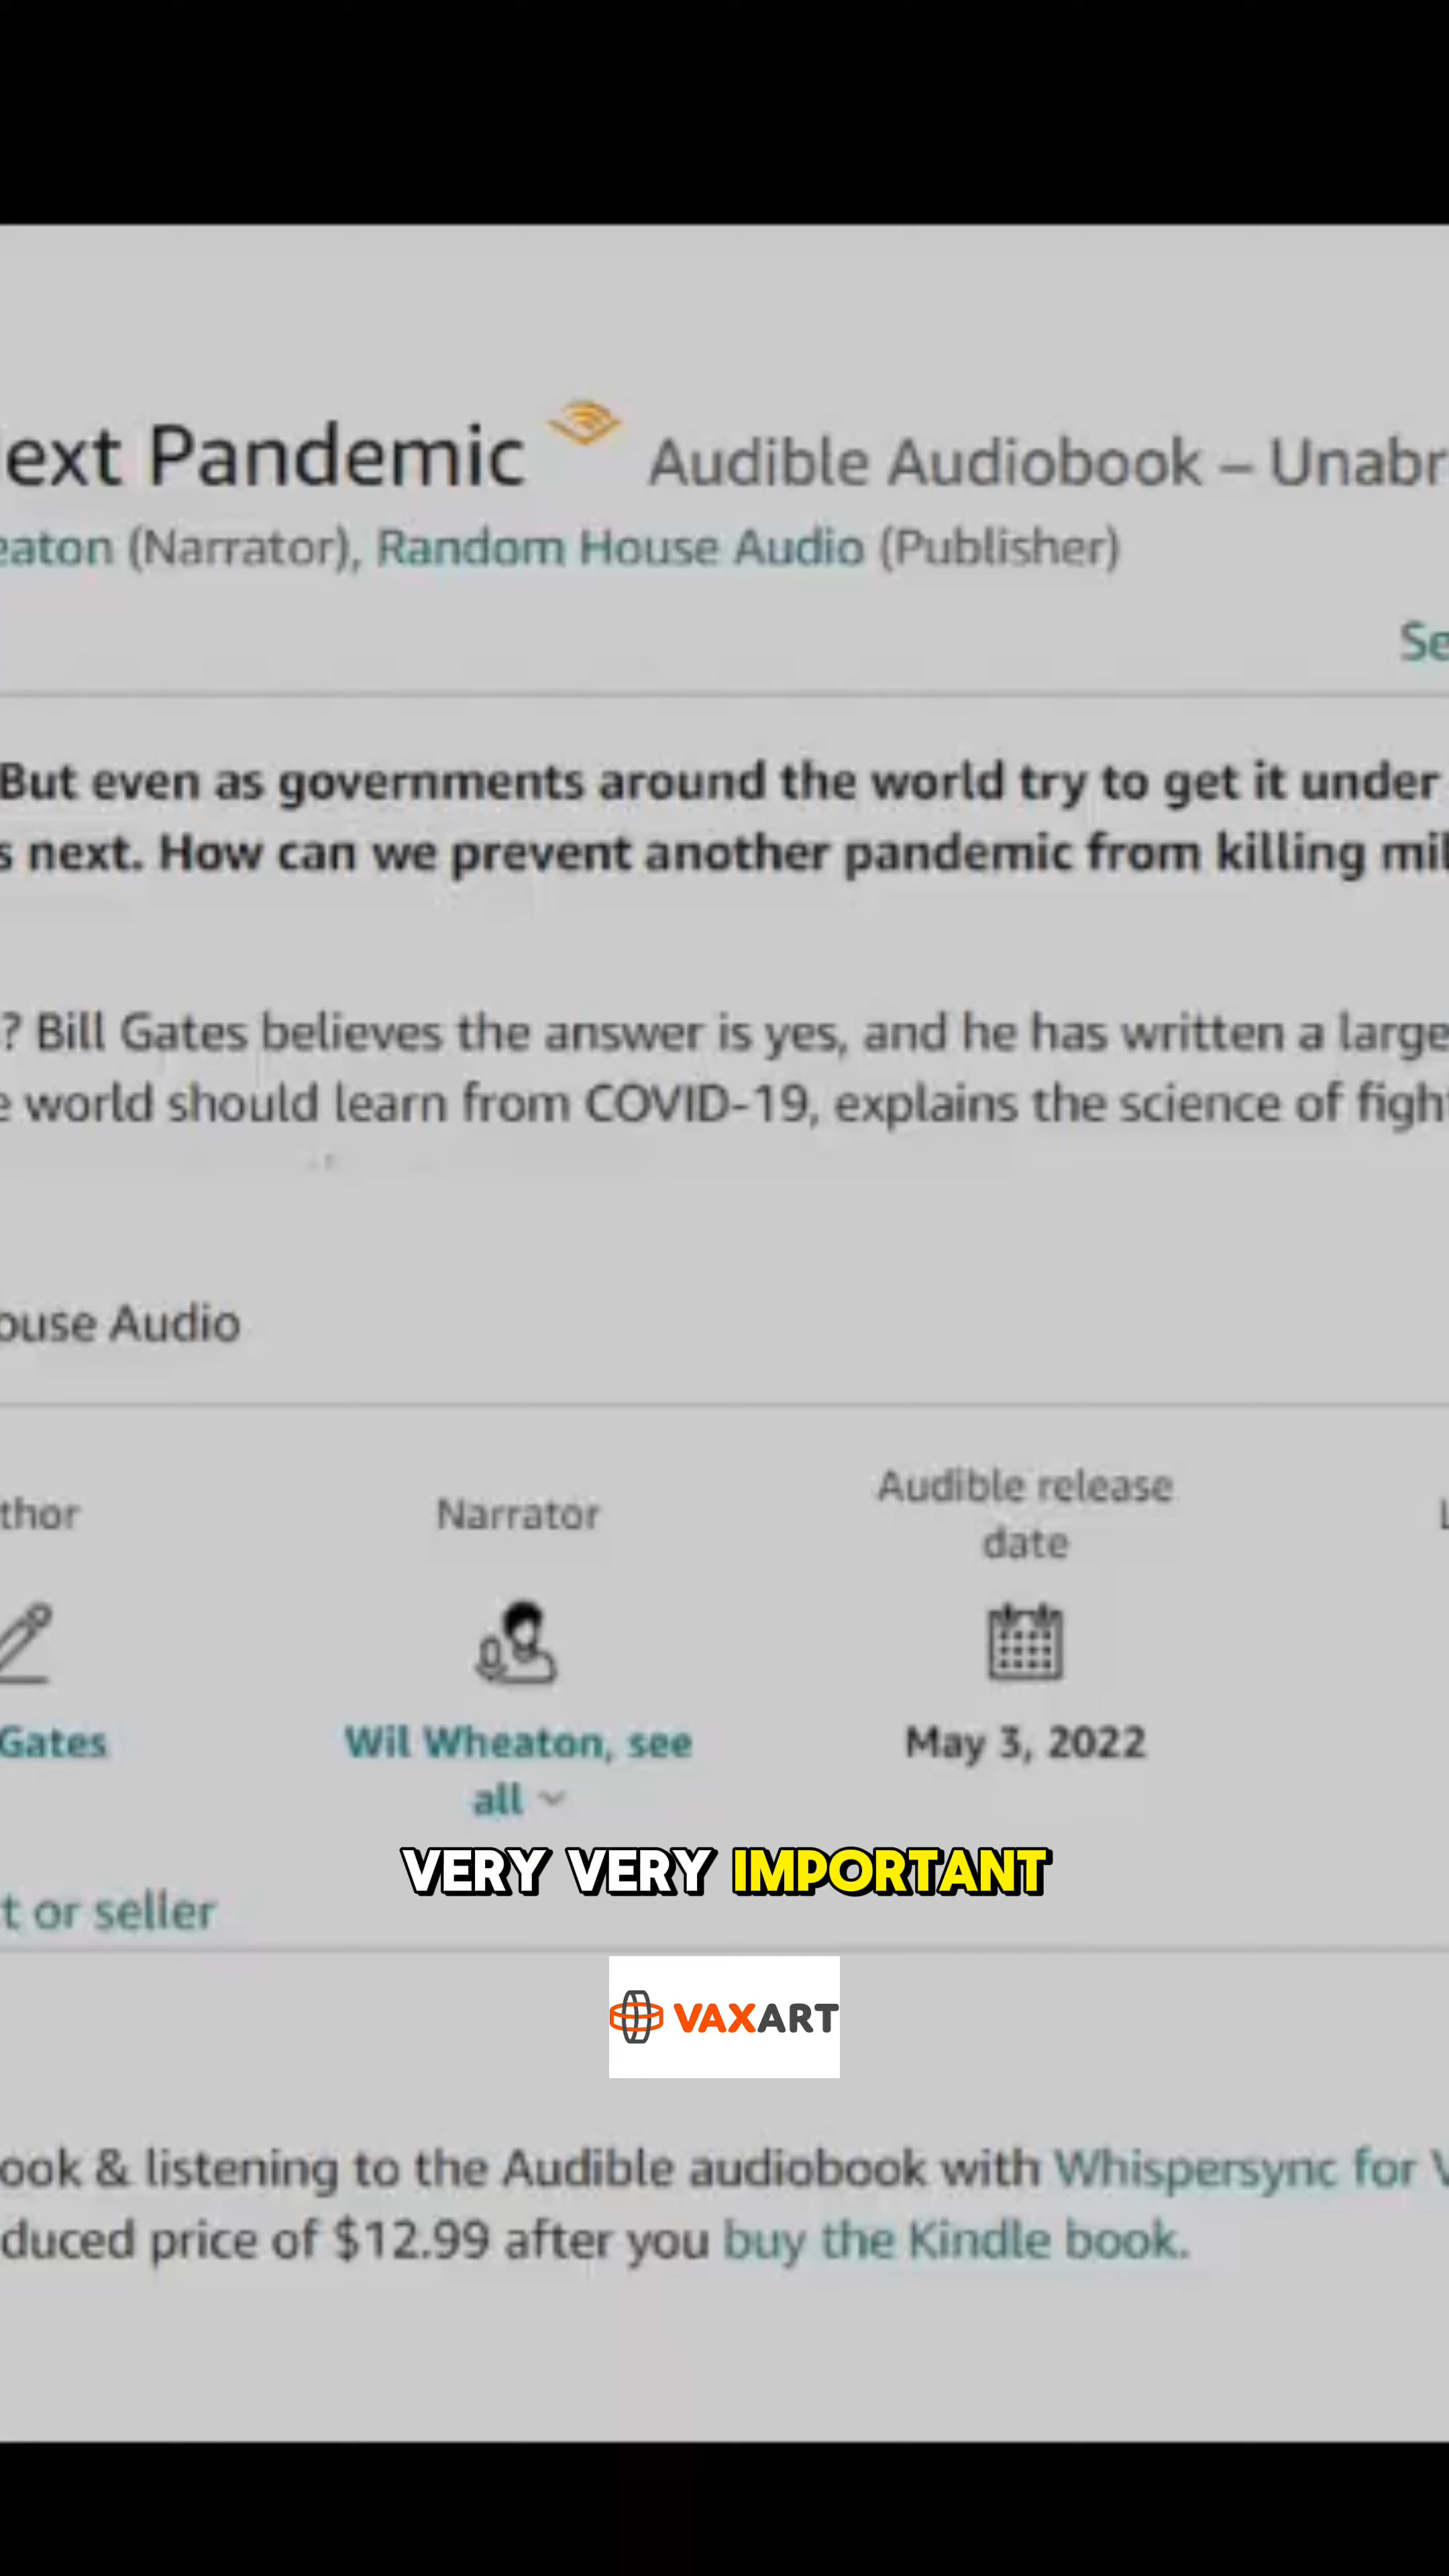 ext Pandemic Audible Audiobook – Unabr
eaton (Narrator), Random House Audio (Publisher)
Se
But even as governments around the world try to get it under
s next. How can we prevent another pandemic from killing mil
? Bill Gates believes the answer is yes, and he has written a large
e world should learn from COVID-19, explains the science of fight
ouse Audio
thor
Narrator
Audible release
date
Gates
Wil Wheaton, see
all
May 3, 2022
VERY VERY IMPORTANT
t or seller
VAXART
ook & listening to the Audible audiobook with Whispersync for V
duced price of $12.99 after you buy the Kindle book.